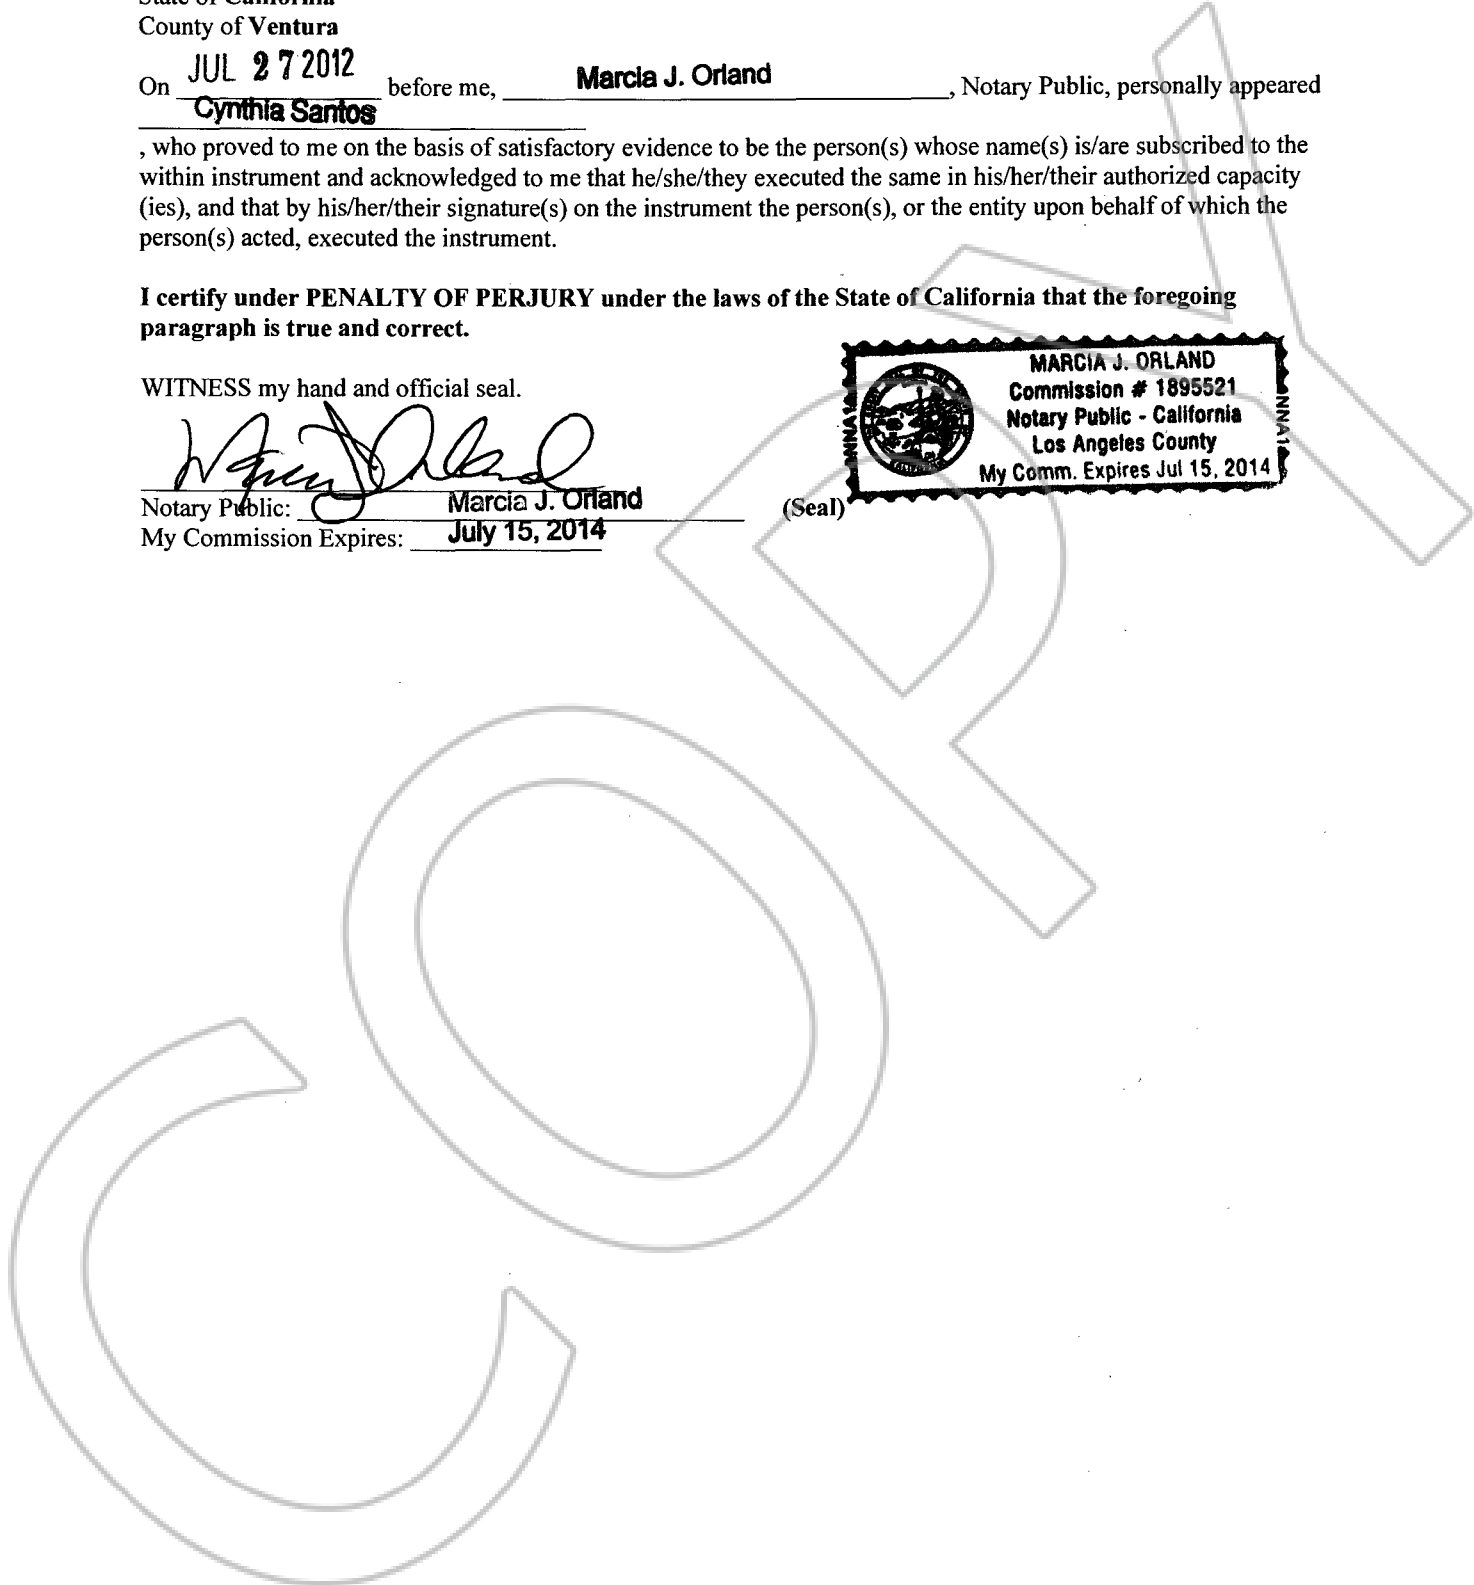 State of California
County of Ventura
On JUL 27 2012 before me, Marcia J. Orland, Notary Public, personally appeared
Cynthia Santos
, who proved to me on the basis of satisfactory evidence to be the person(s) whose name(s) is/are subscribed to the
within instrument and acknowledged to me that he/she/they executed the same in his/her/their authorized capacity
(ies), and that by his/her/their signature(s) on the instrument the person(s), or the entity upon behalf of which the
person(s) acted, executed the instrument.
I certify under PENALTY OF PERJURY under the laws of the State of California that the foregoing
paragraph is true and correct.
WITNESS my hand and official seal.
Marcia J Orland
Notary Public: Marcia J. Orland (Seal)
My Commission Expires: July 15, 2014
MARCIA J. ORLAND
Commission # 1895521
Notary Public - California
Los Angeles County
My Comm. Expires Jul 15, 2014
COPY